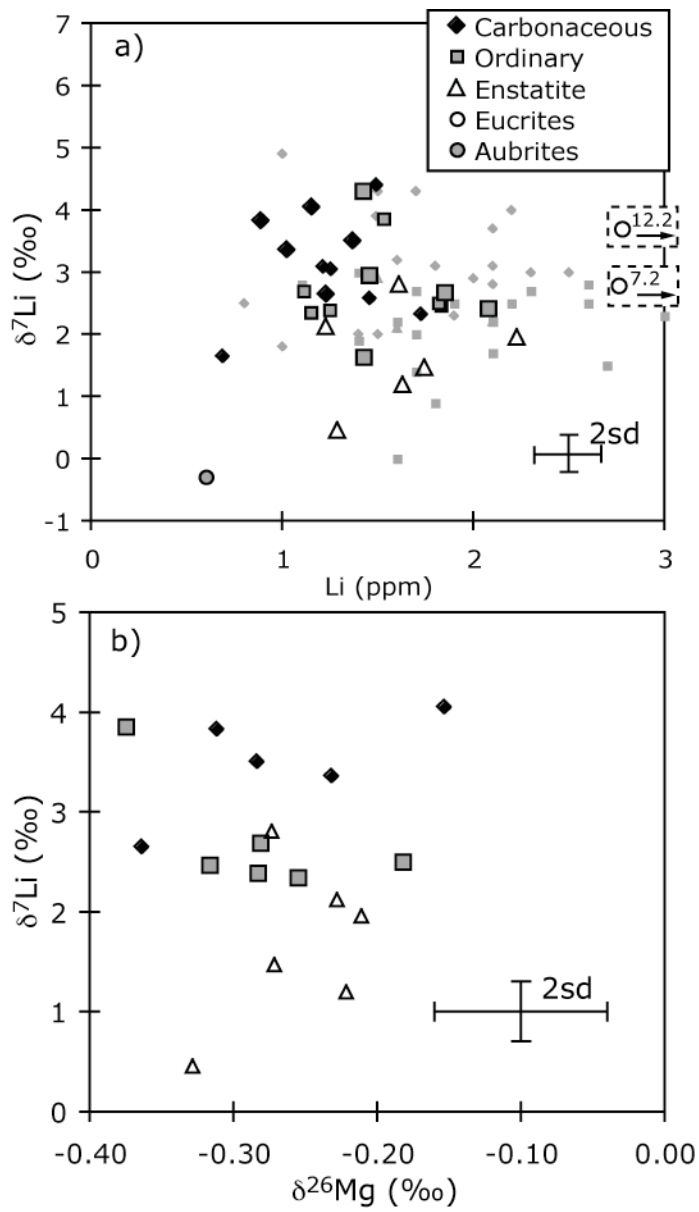 7
a)
Carbonaceous
Ordinary
Enstatite
Eucrites
Aubrites
6
5
4
3
2
1
0
-1
δ⁷Li (‰)
12.2
7.2
2sd
0
1
2
3
Li (ppm)
5
b)
4
3
2
1
0
δ⁷Li (‰)
2sd
-0.40
-0.30
-0.20
-0.10
0.00
δ²⁶Mg (‰)